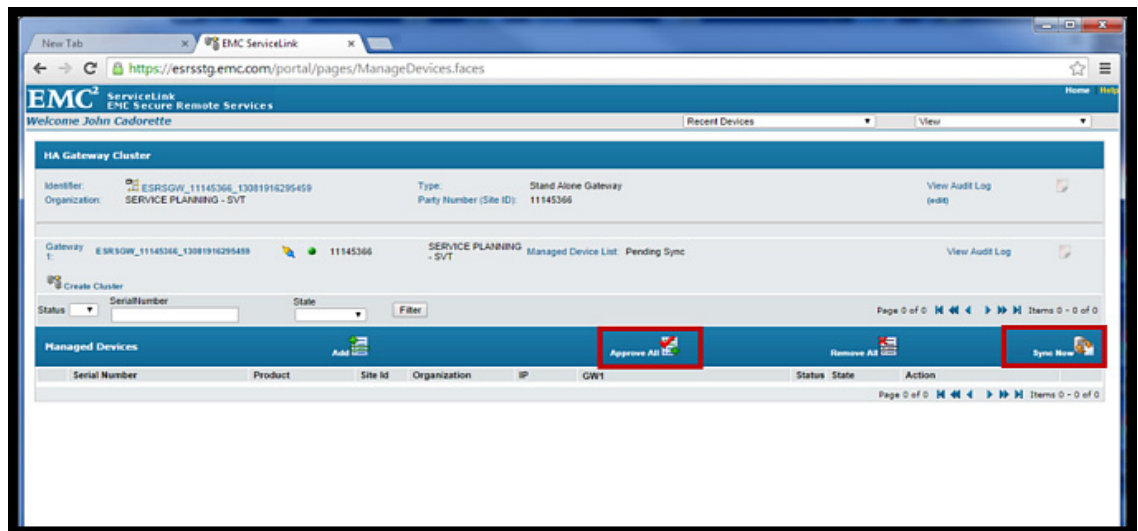 New Tab EMC ServiceLink
https://esrsstg.emc.com/portal/pages/ManageDevices.faces
EMC² ServiceLink Home Help
EMC Secure Remote Services
Welcome John Cadorette Recent Devices View
HA Gateway Cluster
Identifier: ESRSGW_11145366_13081916295459 Type: Stand Alone Gateway View Audit Log
Organization: SERVICE PLANNING - SVT Party Number (Site ID): 11145366 (edit)
Gateway 1: ESRSGW_11145366_13081916295459 11145366 SERVICE PLANNING - SVT Managed Device List: Pending Sync View Audit Log
Create Cluster
Status SerialNumber State Filter Page 0 of 0 Items 0 - 0 of 0
Managed Devices Add Approve All Remove All Sync Now
Serial Number Product Site Id Organization IP GW1 Status State Action
Page 0 of 0 Items 0 - 0 of 0